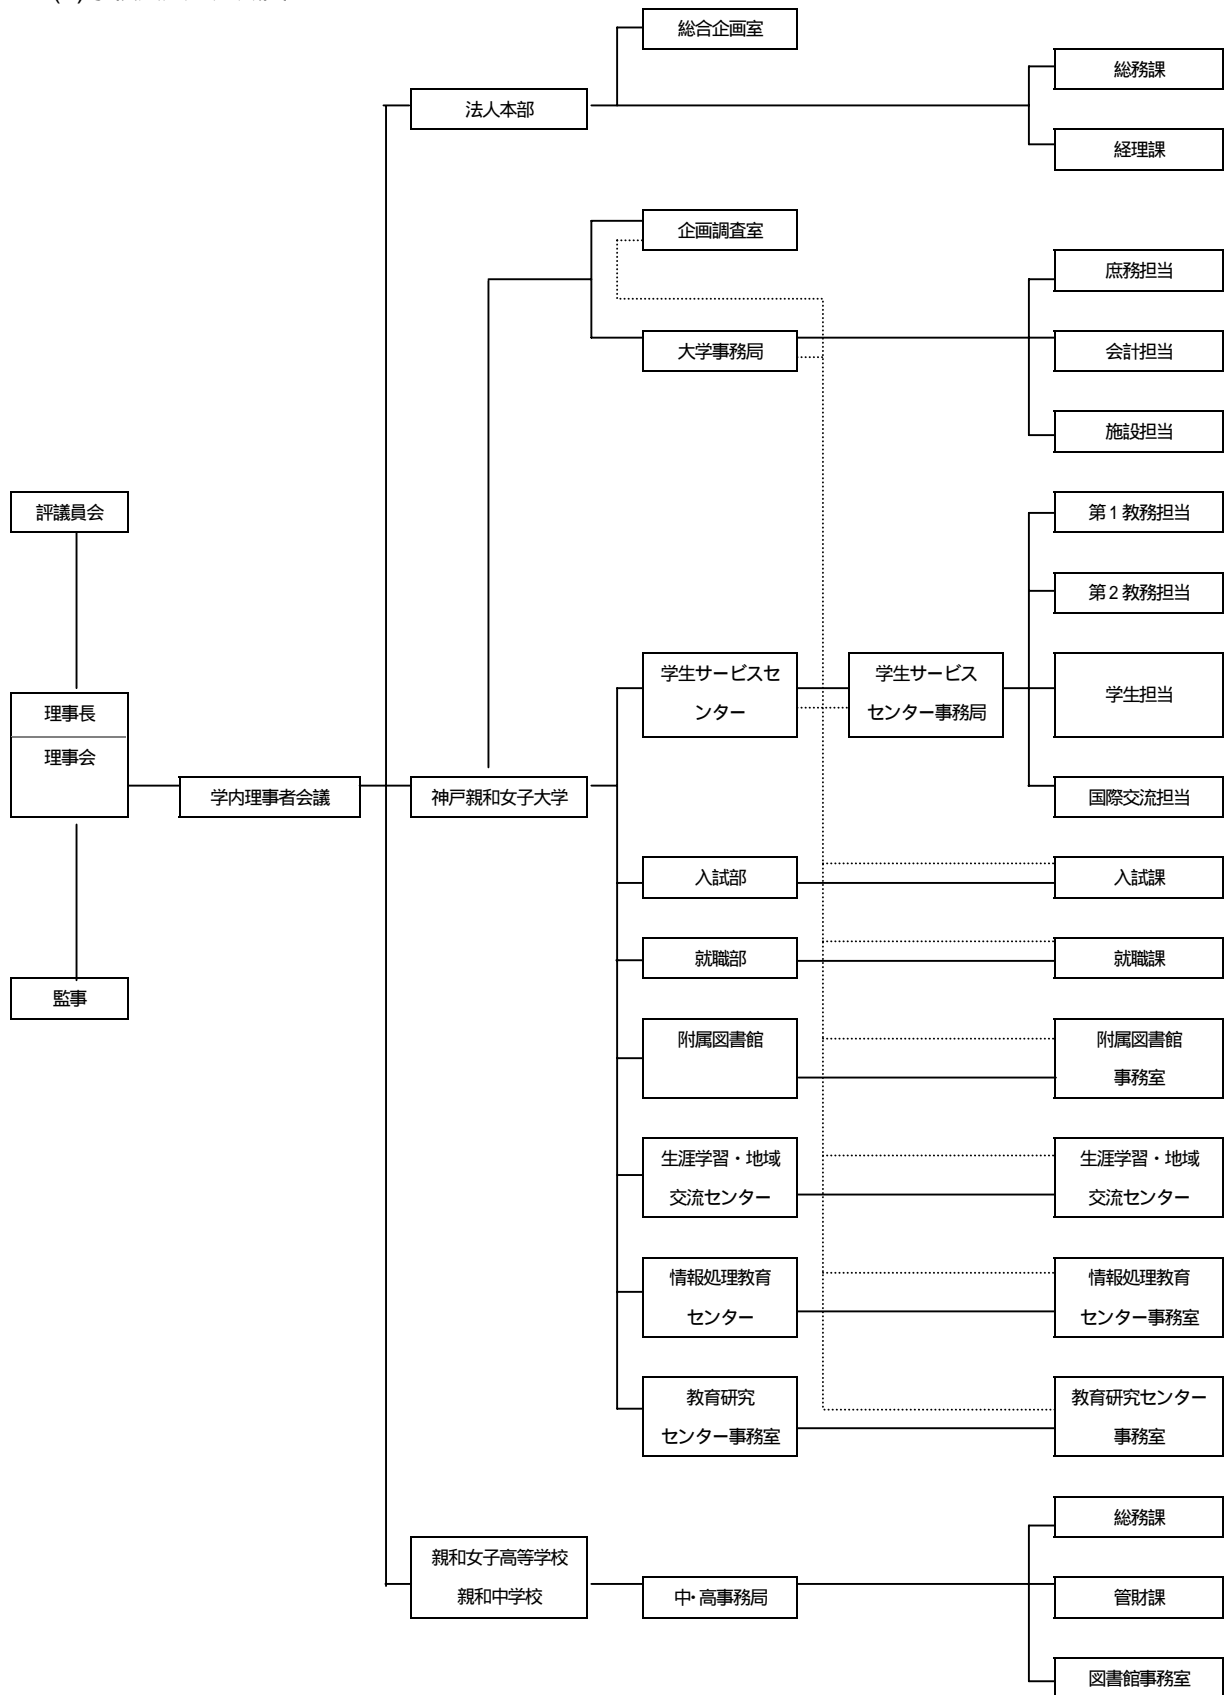 総合企画室
総務課
法人本部
経理課
企画調査室
庶務担当
大学事務局
会計担当
施設担当
評議員会
第1教務担当
第2教務担当
学生サービスセ
ンター
学生サービス
センター事務局
学生担当
理事長
理事会
学内理事者会議
神戸親和女子大学
国際交流担当
入試部
入試課
就職部
就職課
監事
附属図書館
附属図書館
事務室
生涯学習・地域
交流センター
生涯学習・地域
交流センター
情報処理教育
センター
情報処理教育
センター事務室
教育研究
センター事務室
教育研究センター
事務室
総務課
親和女子高等学校
親和中学校
中・高事務局
管財課
図書館事務室